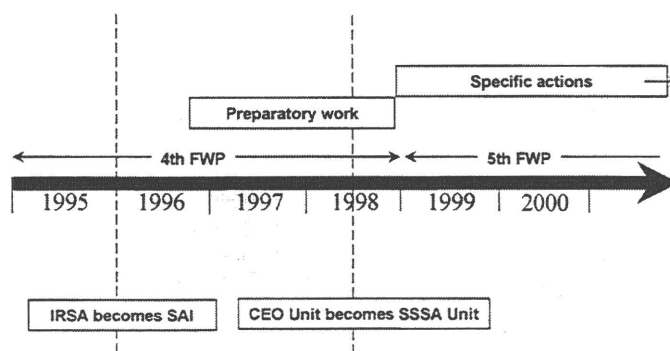 Specific actions
Preparatory work
4th FWP 5th FWP
1995 1996 1997 1998 1999 2000
IRSA becomes SAI CEO Unit becomes SSSA Unit